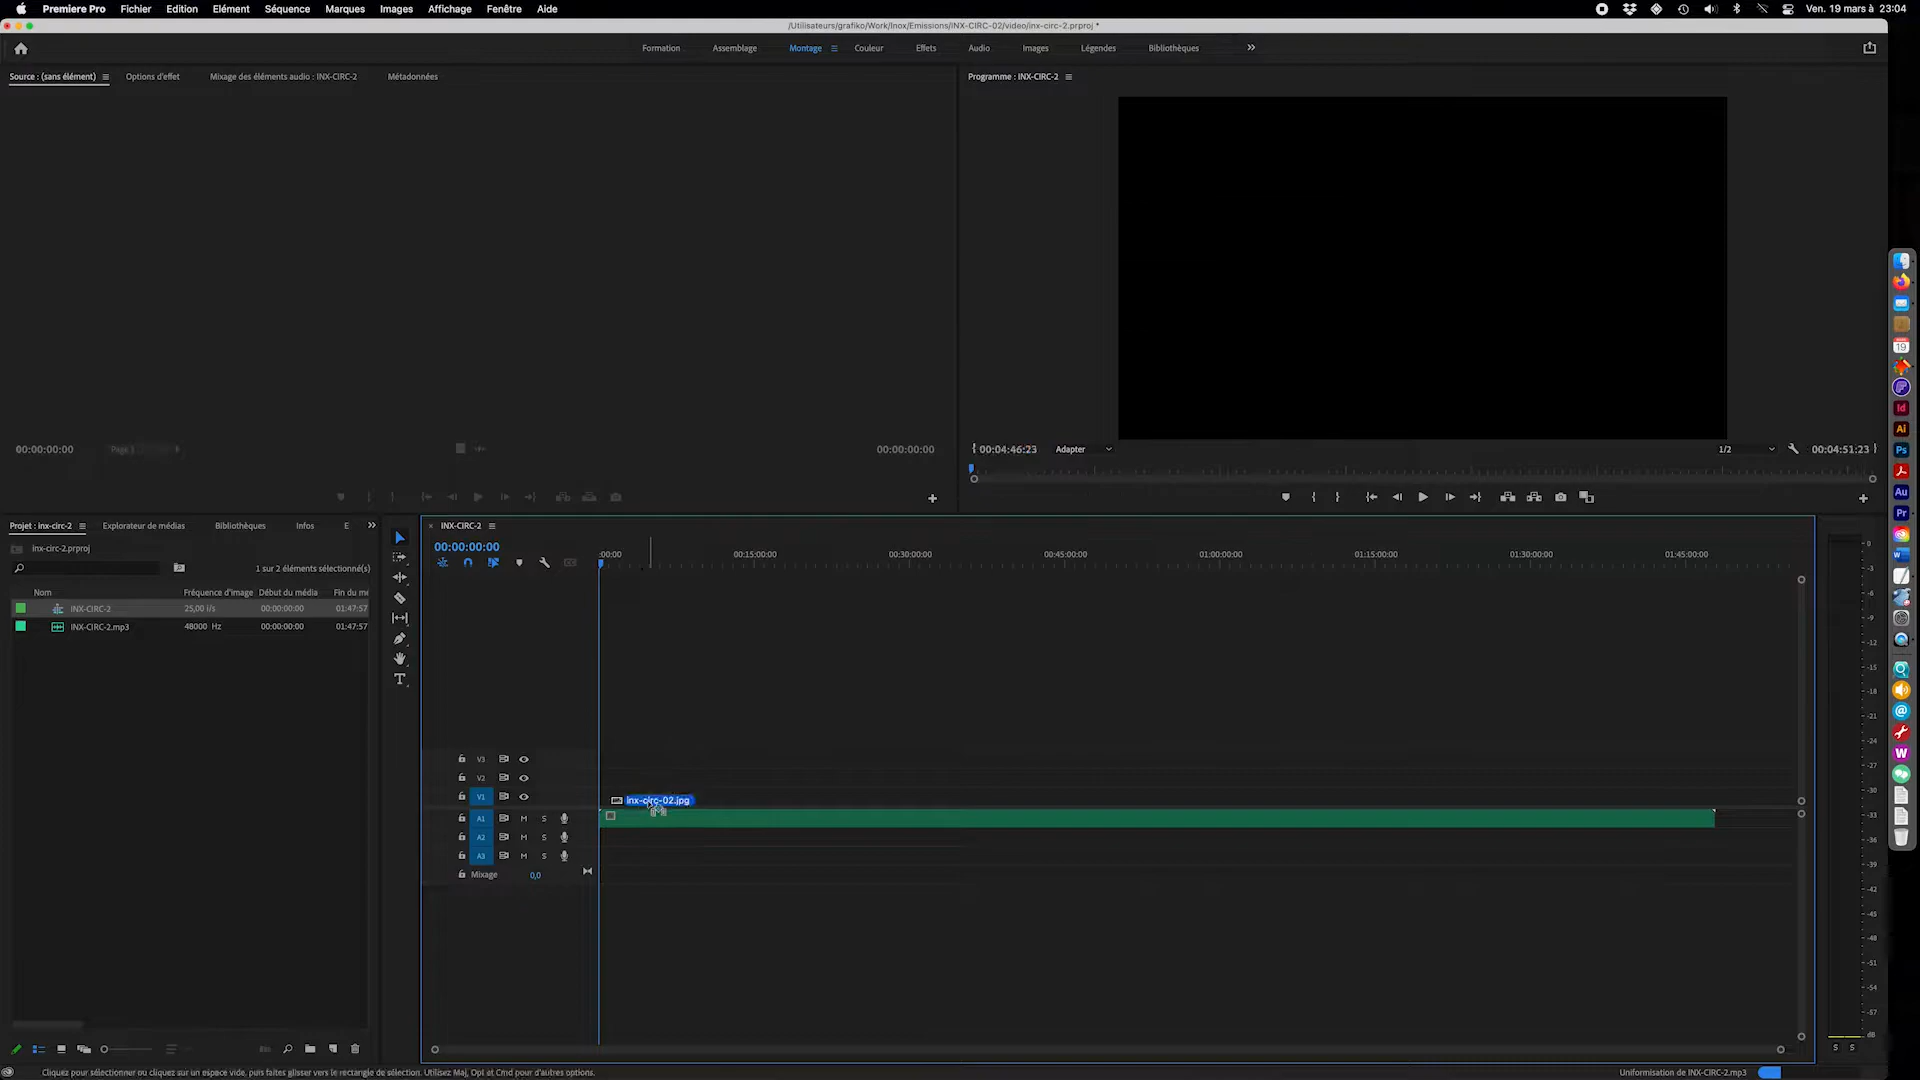 Premiere Pro Fichier Edition Elément Séquence Marques Images Affichage Fenêtre Aide
Ven. 19 mars à 23:04
/Utilisateurs/grafiko/Work/Inox/Emissions/INX-CIRC-02/video/inx-circ-2.prproj *
Formation Assemblage Montage Couleur Effets Audio Images Légendes Bibliothèques
Source : (sans élément) Options d'effet Mixage des éléments audio : INX-CIRC-2 Métadonnées
Programme : INX-CIRC-2
00:00:00:00 Page 1 00:00:00:00
00:04:46:23 Adapter 1/2 00:04:51:23
Projet : inx-circ-2 Explorateur de médias Bibliothèques Infos E
inx-circ-2.prproj
1 sur 2 éléments sélectionné(s)
Nom Fréquence d'image Début du média Fin du mé
INX-CIRC-2 25,00 i/s 00:00:00:00 01:47:57
INX-CIRC-2.mp3 48000 Hz 00:00:00:00 01:47:57
INX-CIRC-2
00:00:00:00
:00:00 00:15:00:00 00:30:00:00 00:45:00:00 01:00:00:00 01:15:00:00 01:30:00:00 01:45:00:00
V3
V2
V1 inx-circ-02.jpg
A1 M S
A2 M S
A3 M S
Mixage 0,0
0
-3
-6
-9
-12
-15
-18
-21
-24
-27
-30
-33
-36
-39
-42
-45
-48
-51
-54
-57
dB
S S
19
Id
Ai
Ps
Au
Pr
W
W
Cliquez pour sélectionner ou cliquez sur un espace vide, puis faites glisser vers le rectangle de sélection. Utilisez Maj, Opt et Cmd pour d'autres options.
Uniformisation de INX-CIRC-2.mp3